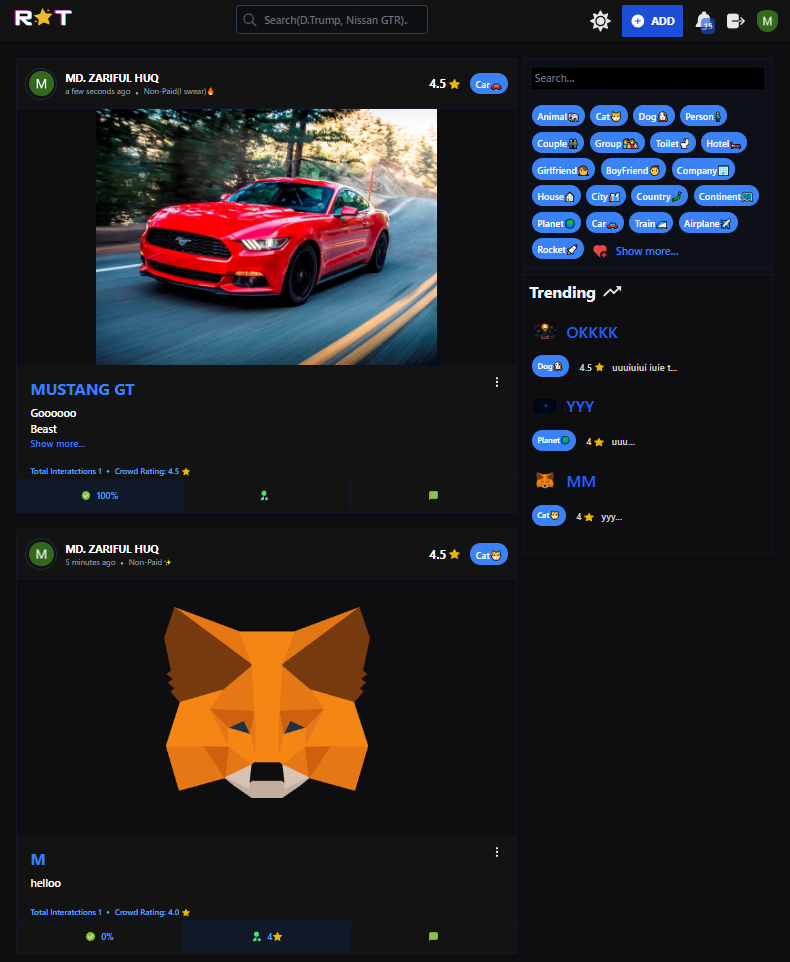 R★T
Search(D.Trump, Nissan GTR)..
ADD
15
M
M
MD. ZARIFUL HUQ
a few seconds ago • Non-Paid(I swear)🔥
4.5 ⭐
Car🚗
MUSTANG GT
Goooooo
Beast
Show more...
Total Interatctions 1 • Crowd Rating: 4.5 ⭐
100%
M
MD. ZARIFUL HUQ
5 minutes ago • Non-Paid ✨
4.5 ⭐
Cat🐱
M
helloo
Total Interatctions 1 • Crowd Rating: 4.0 ⭐
0%
4⭐
Search...
Animal Cat Dog Person
Couple Group Toilet Hotel
Girlfriend BoyFriend Company
House City Country Continent
Planet Car Train Airplane
Rocket Show more...
Trending
OKKKK
Dog 4.5 ⭐ uuuiuiui iuie t...
YYY
Planet 4 ⭐ uuu...
MM
Cat 4 ⭐ yyy...